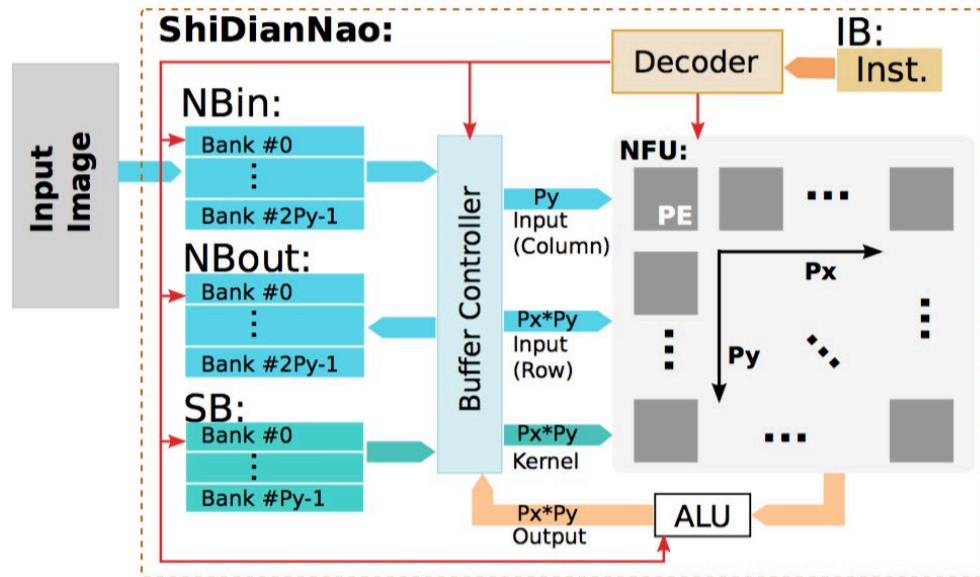 ShiDianNao:
IB:
Decoder
Inst.
Input
Image
NBin:
Bank #0
Bank #2Py-1
NBout:
Bank #0
Bank #2Py-1
SB:
Bank #0
Bank #Py-1
Buffer Controller
Py
Input
(Column)
Px*Py
Input
(Row)
Px*Py
Kernel
NFU:
PE
Px
Py
Px*Py
Output
ALU